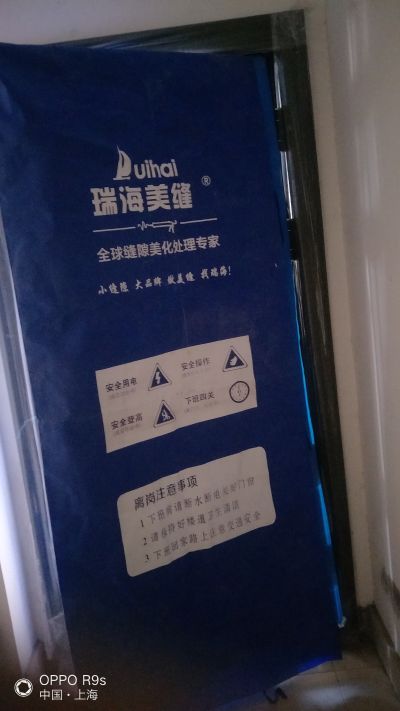 Ruihai
瑞海美缝®
全球缝隙美化处理专家
小缝隙 大品牌 做美缝 找瑞海!
安全用电
安全操作
安全登高
下班四关
离岗注意事项
1 下班前请断水断电处好门窗
2 请保持好楼道卫生清洁
3 下班回家路上注意交通安全
OPPO R9s
中国·上海